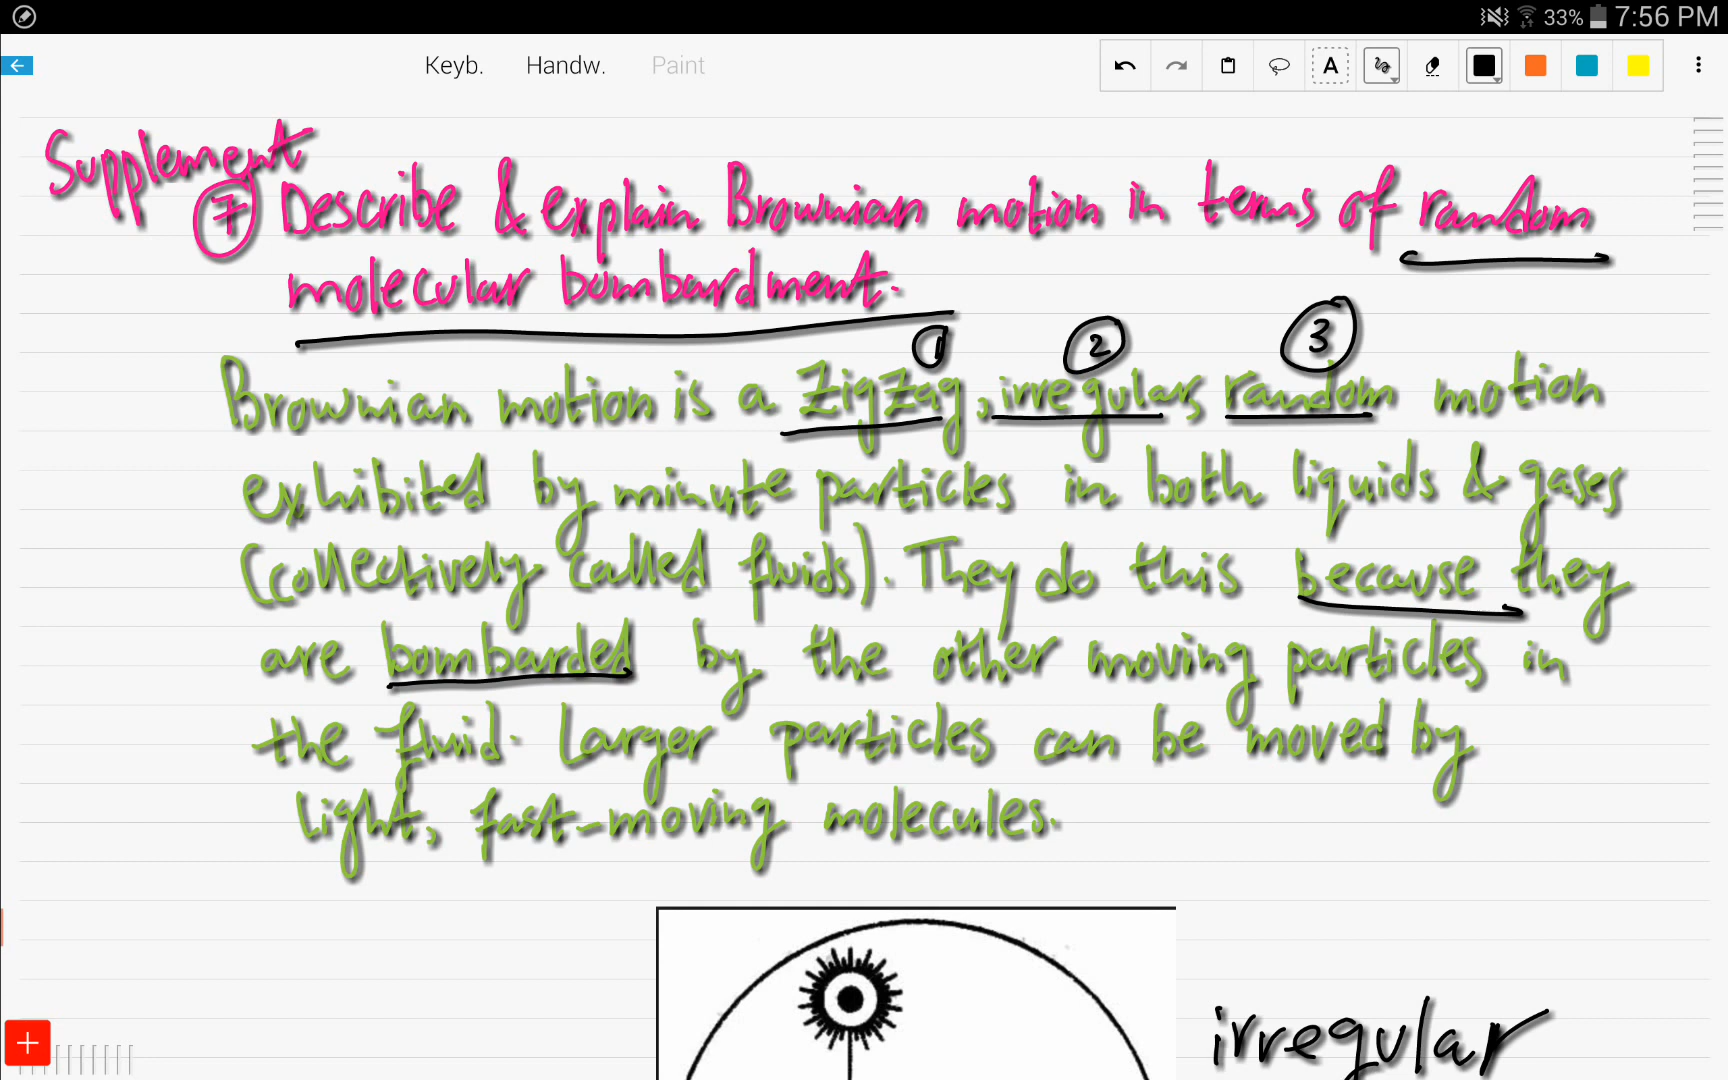 33% 7:56 PM
Keyb. Handw. Paint A
Supplement
7 Describe & explain Brownian motion in terms of random
molecular bombardment.
1 2 3
Brownian motion is a ZigZag, irregular, random motion
exhibited by minute particles in both liquids & gases
(collectively called fluids). They do this because they
are bombarded by the other moving particles in
the fluid. Larger particles can be moved by
light, fast-moving molecules.
irregular